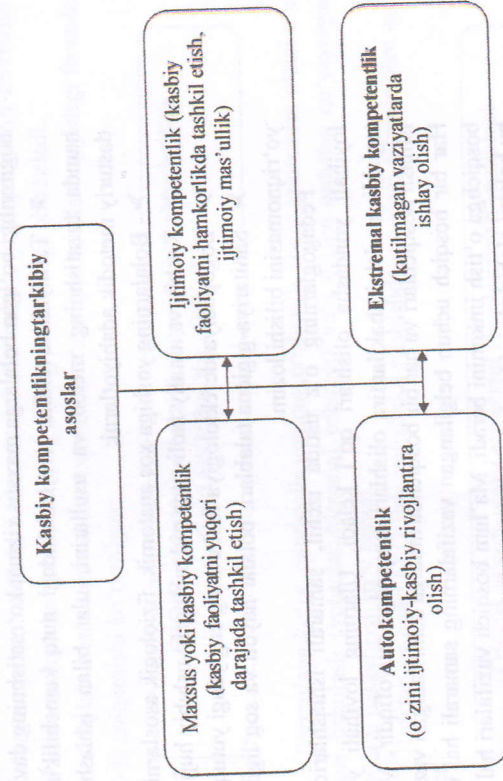 Kasbiy kompetentlikningtarkibiy
asoslar
Maxsus yoki kasbiy kompetentlik
(kasbiy faoliyatni yuqori
darajada tashkil etish)
Ijtimoiy kompetentlik (kasbiy
faoliyatni hamkorlikda tashkil etish,
ijtimoiy mas'ullik)
Autokompetentlik
(o‘zini ijtimoiy-kasbiy rivojlantira
olish)
Ekstremal kasbiy kompetentlik
(kutilmagan vaziyatlarda
ishlay olish)